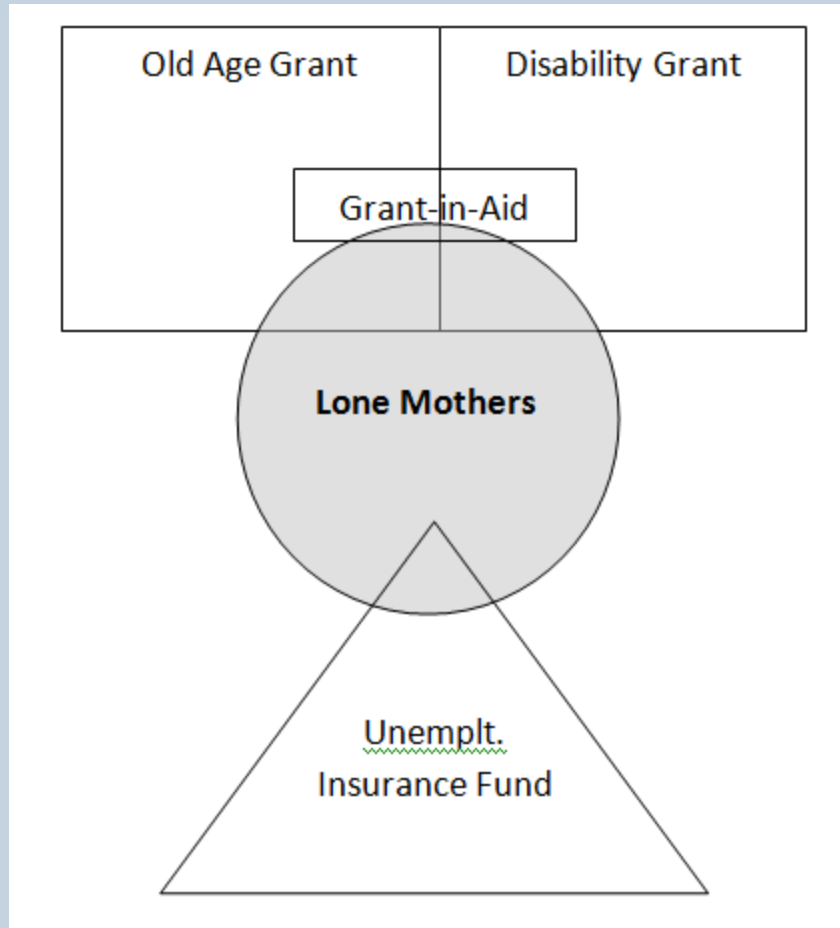 Old Age Grant
Disability Grant
Grant-in-Aid
Lone Mothers
Unemplt.
Insurance Fund